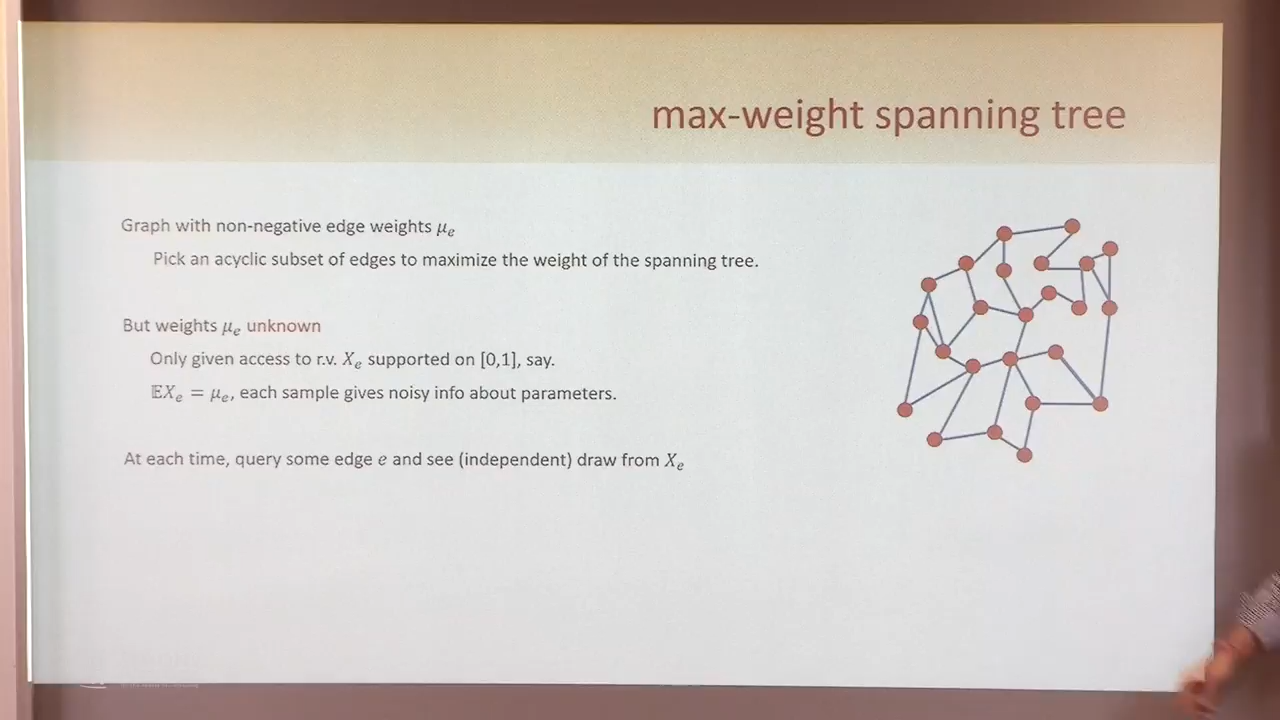 max-weight spanning tree
Graph with non-negative edge weights μₑ
Pick an acyclic subset of edges to maximize the weight of the spanning tree.
But weights μₑ unknown
Only given access to r.v. Xₑ supported on [0,1], say.
𝔼Xₑ = μₑ, each sample gives noisy info about parameters.
At each time, query some edge e and see (independent) draw from Xₑ